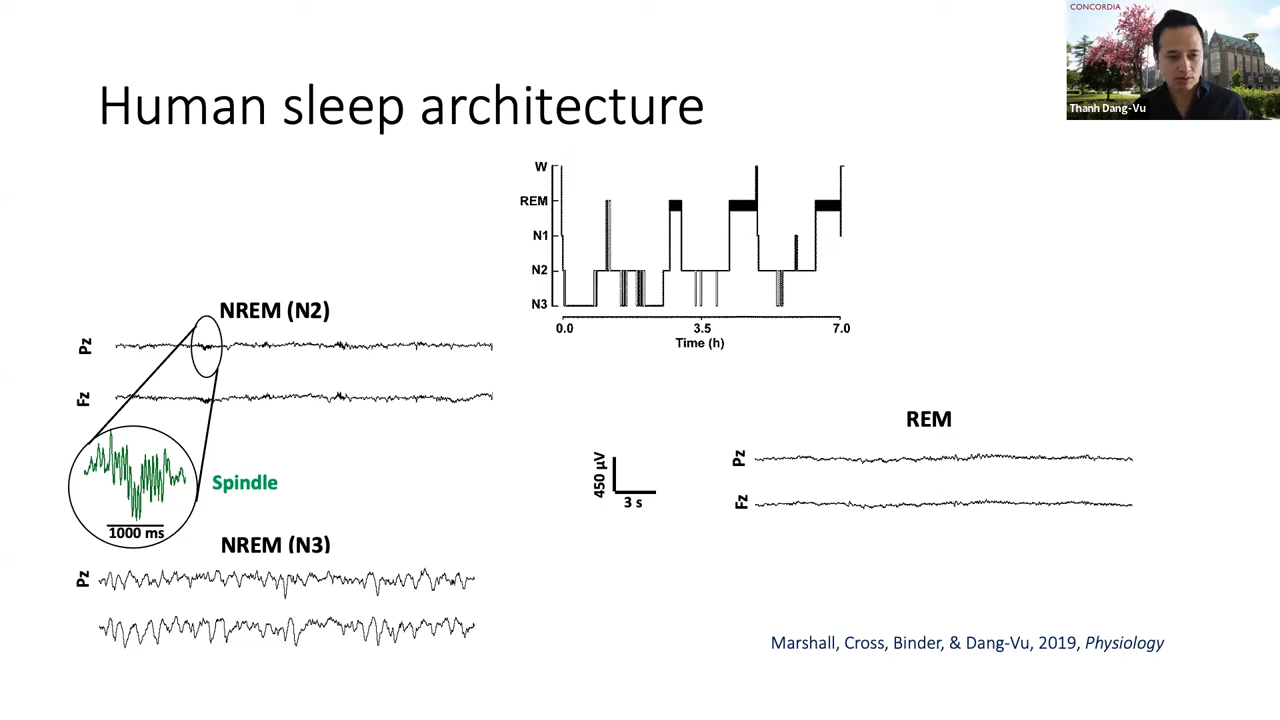 CONCORDIA
Thanh Dang-Vu
Human sleep architecture
W
REM
N1
N2
N3
0.0 3.5 7.0
Time (h)
NREM (N2)
Pz
Fz
Spindle
1000 ms
NREM (N3)
Pz
450 µV
3 s
REM
Pz
Fz
Marshall, Cross, Binder, & Dang-Vu, 2019, Physiology